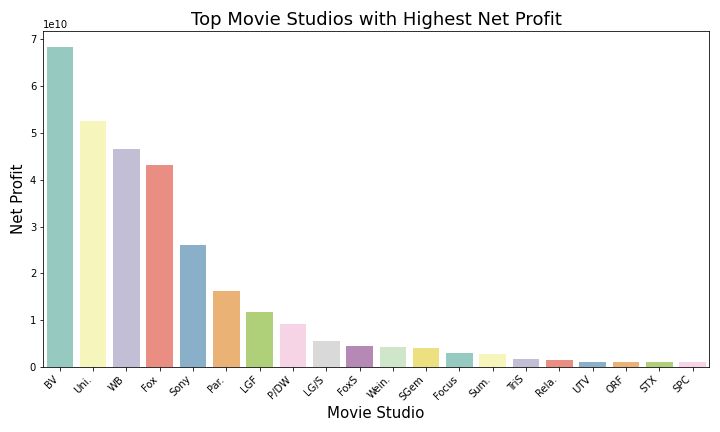 Top Movie Studios with Highest Net Profit
1e10
7
6
5
4
3
2
1
0
Net Profit
BV
Uni.
WB
Fox
Sony
Par.
LGF
P/DW
LG/S
FoxS
Wein.
SGem
Focus
Sum.
TriS
Rela.
UTV
ORF
STX
SPC
Movie Studio